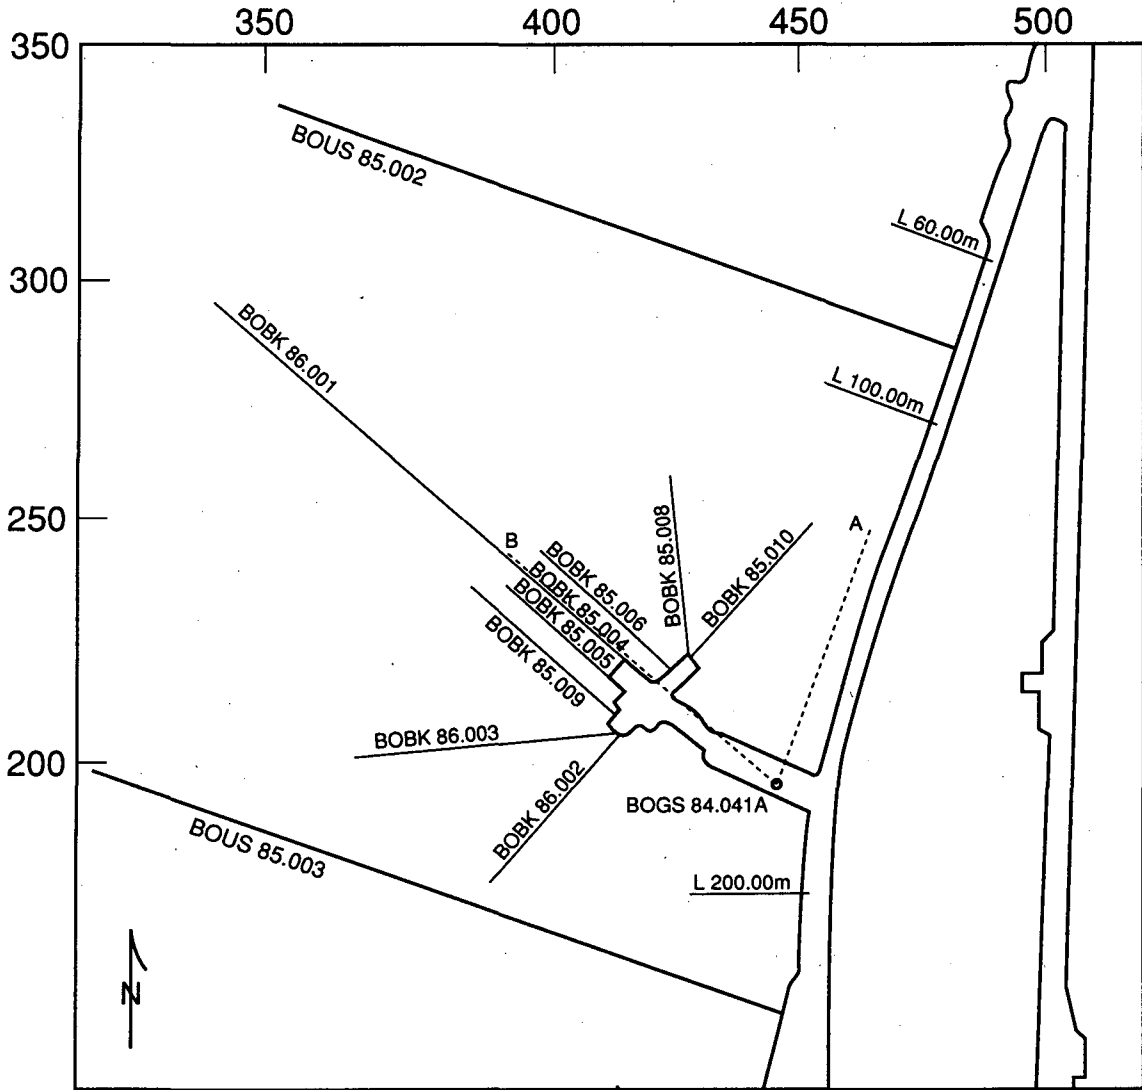 350 400 450 500
350
BOUS 85.002
L 60.00m
300
BOBK 86.001
L 100.00m
250
A
B
BOBK 85.006
BOBK 85.008
BOBK 85.010
BOBK 85.004
BOBK 85.005
BOBK 85.009
BOBK 86.003
200
BOBK 86.002
BOGS 84.041A
BOUS 85.003
L 200.00m
N